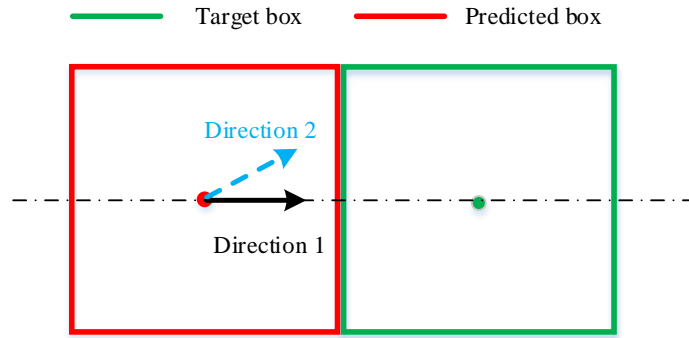 Target box
Predicted box
Direction 2
Direction 1